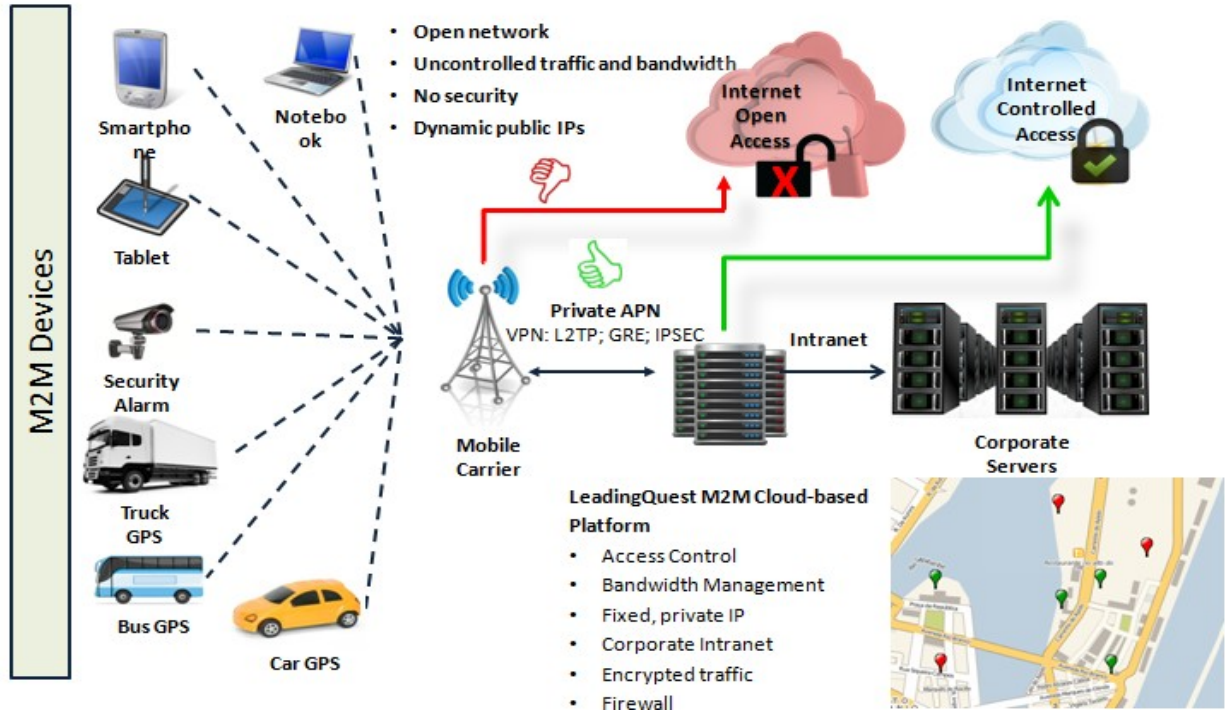 M2M Devices
Smartpho
ne
Notebo
ok
Tablet
Security
Alarm
Truck
GPS
Bus GPS
Car GPS
• Open network
• Uncontrolled traffic and bandwidth
• No security
• Dynamic public IPs
Internet
Open
Access
X
Internet
Controlled
Access
Private APN
VPN: L2TP; GRE; IPSEC
Mobile
Carrier
Intranet
Corporate
Servers
LeadingQuest M2M Cloud-based
Platform
• Access Control
• Bandwidth Management
• Fixed, private IP
• Corporate Intranet
• Encrypted traffic
• Firewall